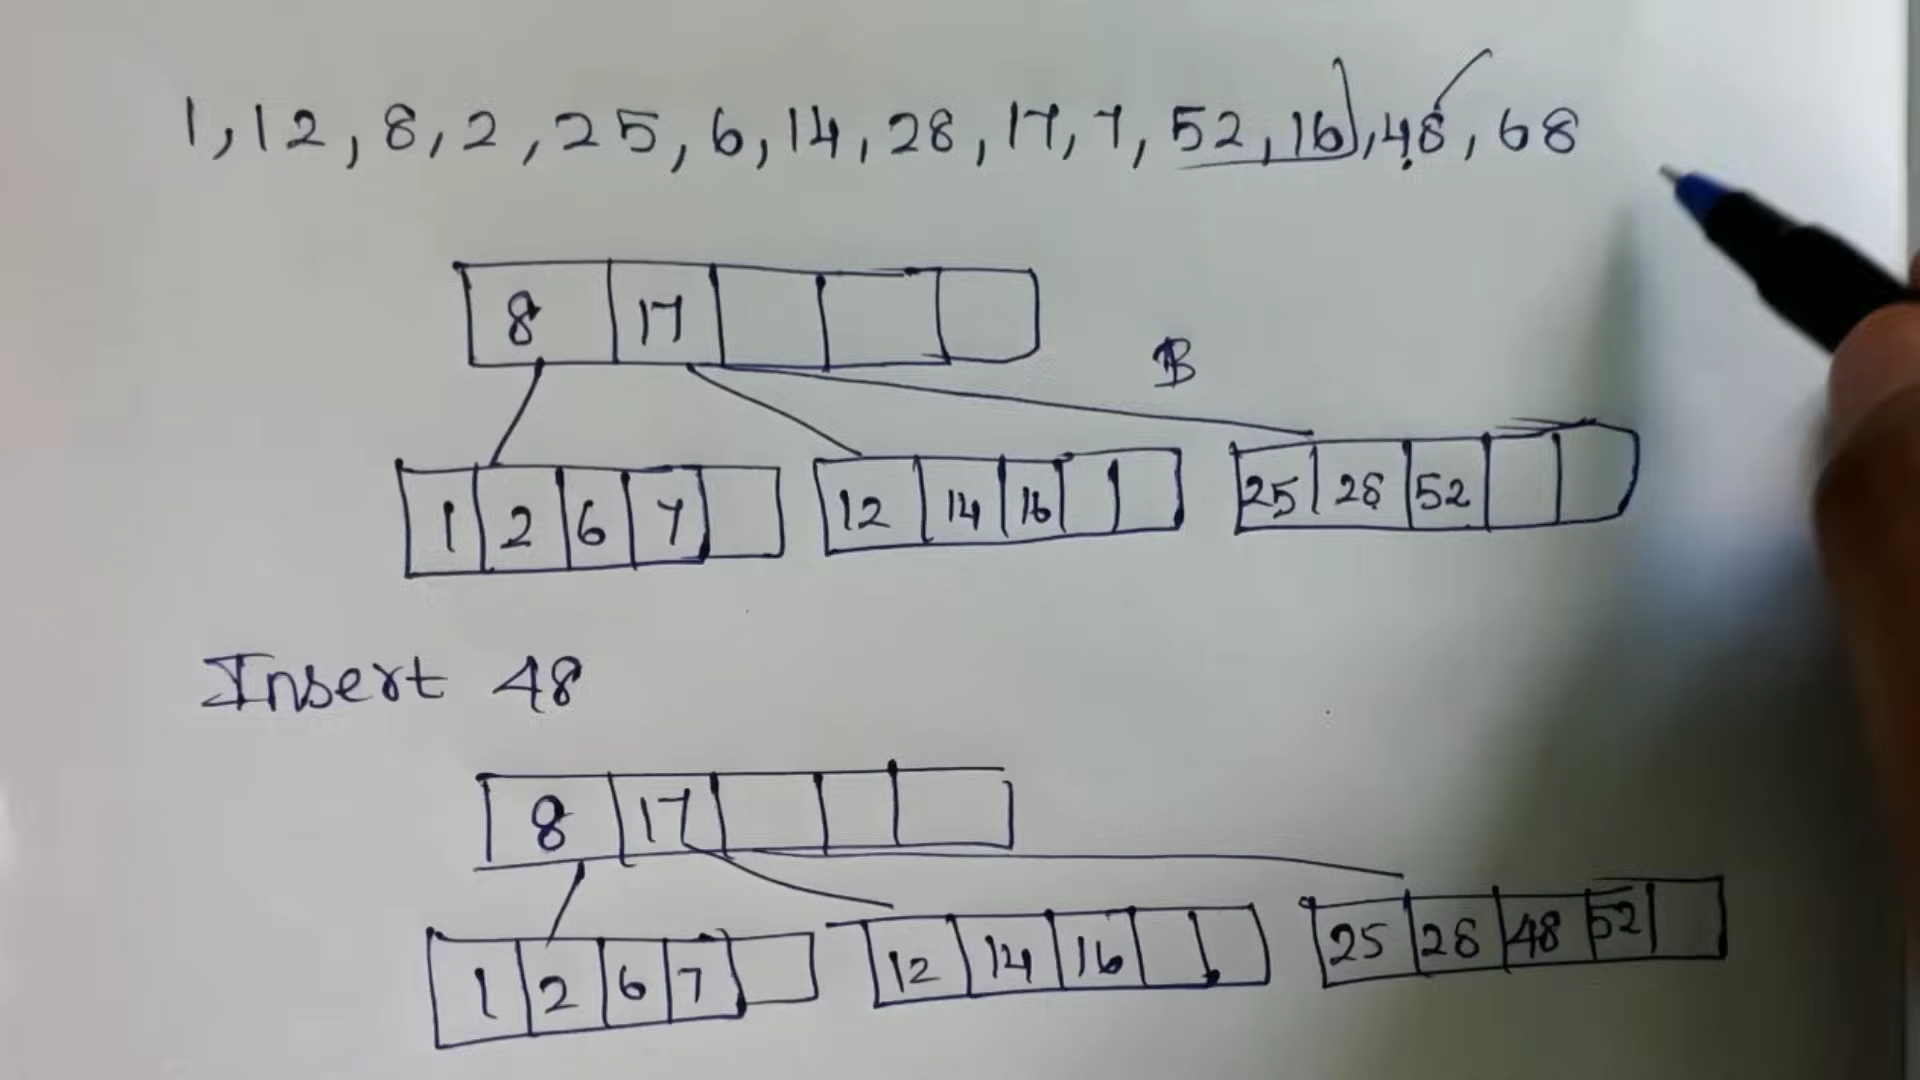 1, 12, 8, 2, 25, 6, 14, 28, 17, 7, 52, 16, 48, 68
8 17
B
1 2 6 7 12 14 16 25 28 52
Insert 48
8 17
1 2 6 7 12 14 16 25 28 48 52